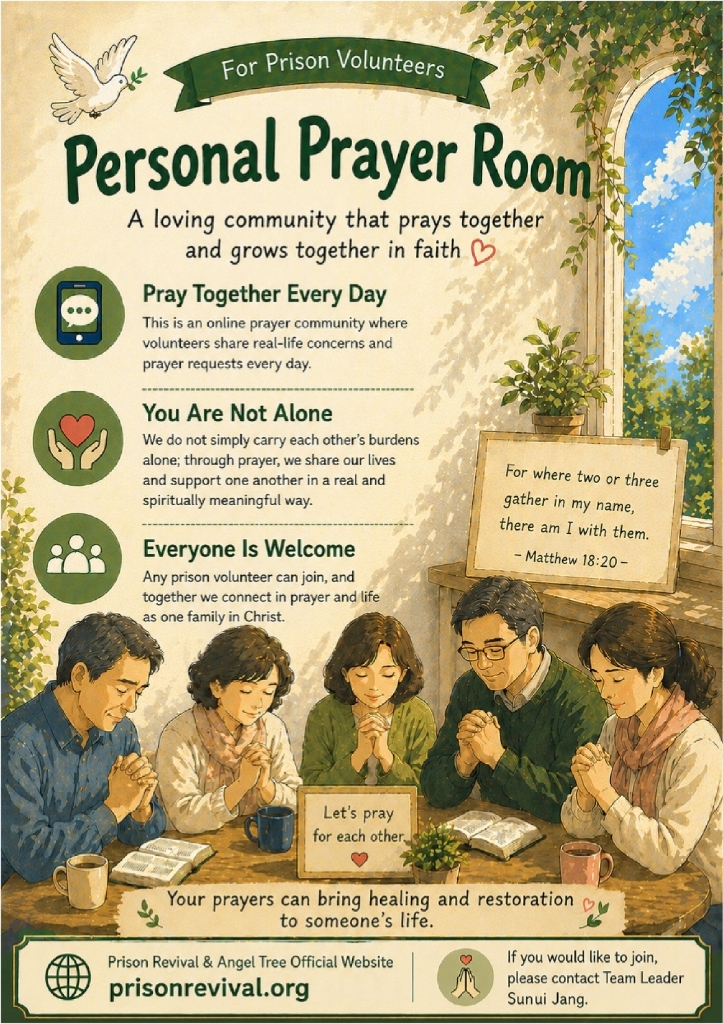 For Prison Volunteers
Personal Prayer Room
A loving community that prays together
and grows together in faith
Pray Together Every Day
This is an online prayer community where
volunteers share real-life concerns and
prayer requests every day.
You Are Not Alone
We do not simply carry each other's burdens
alone; through prayer, we share our lives
and support one another in a real and
spiritually meaningful way.
Everyone Is Welcome
Any prison volunteer can join, and
together we connect in prayer and life
as one family in Christ.
For where two or three
gather in my name,
there am I with them.
– Matthew 18:20 –
Let's pray
for each other.
Your prayers can bring healing and restoration
to someone's life.
Prison Revival & Angel Tree Official Website
prisonrevival.org
If you would like to join,
please contact Team Leader
Sunui Jang.